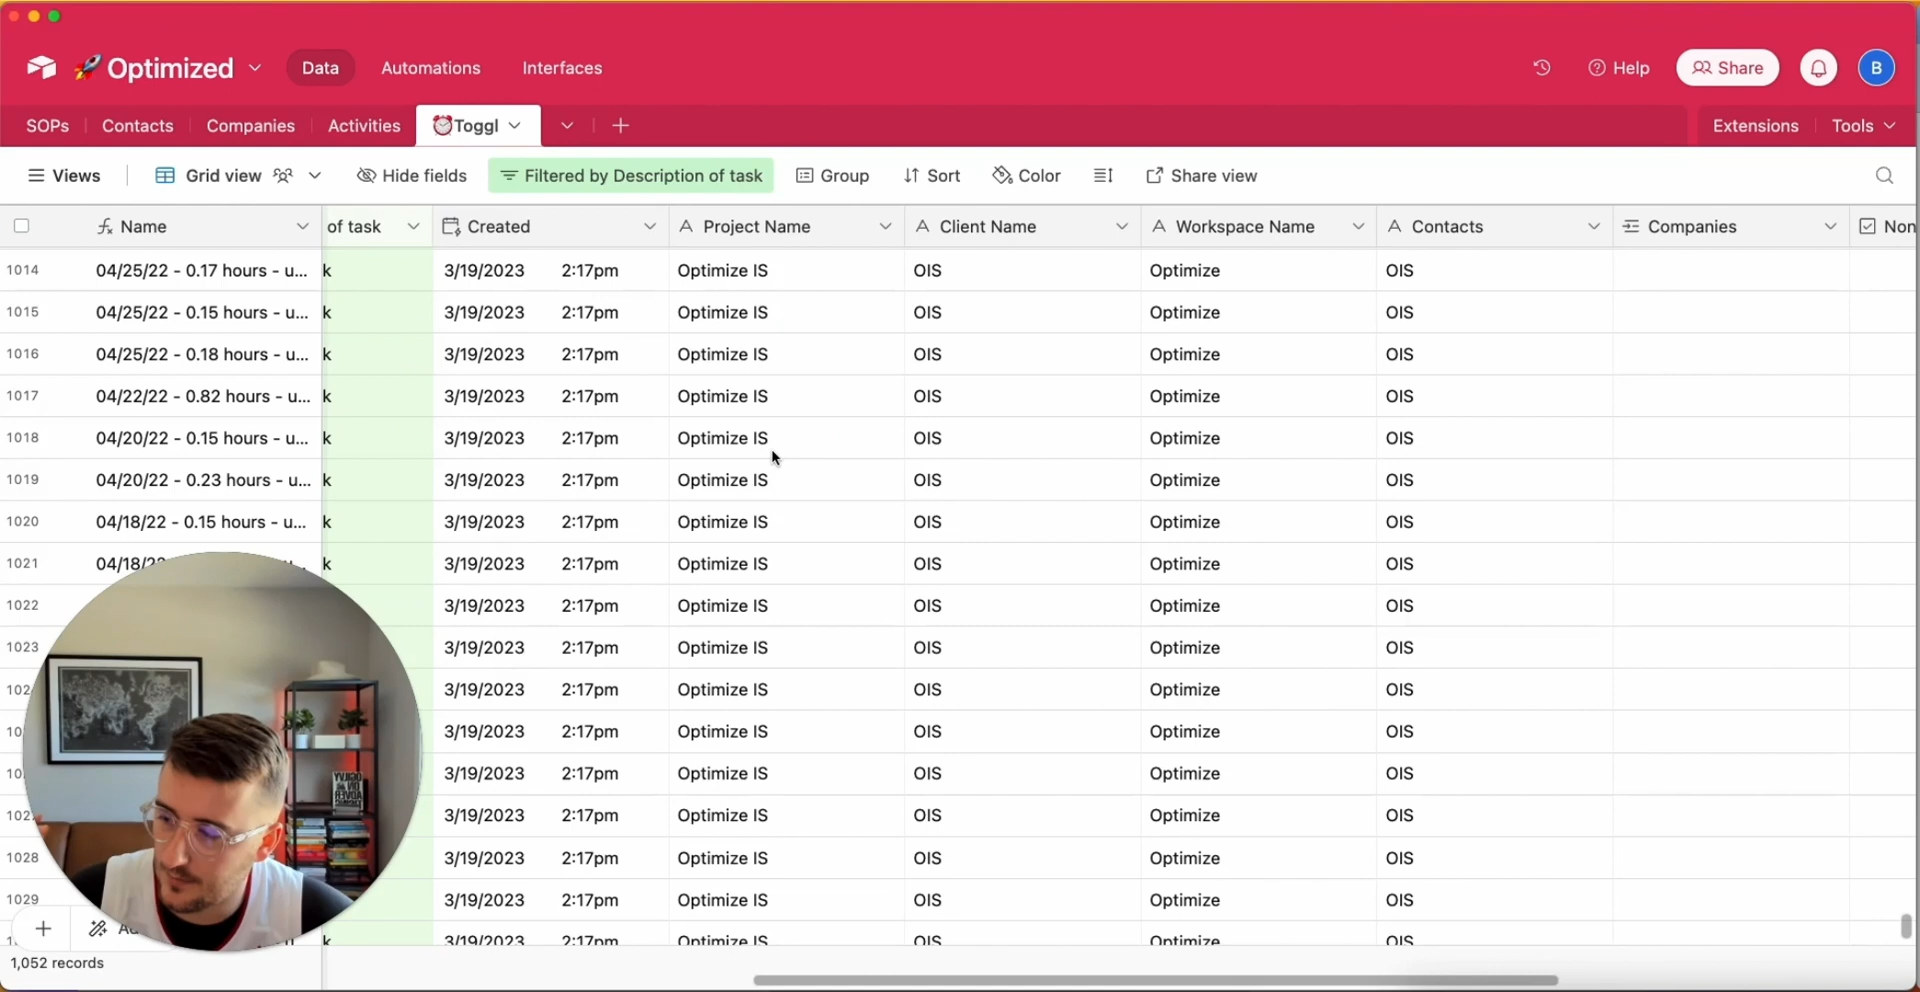 🚀 Optimized Data Automations Interfaces Help Share B
SOPs Contacts Companies Activities ⏰Toggl Extensions Tools
Views Grid view Hide fields Filtered by Description of task Group Sort Color Share view
Name of task Created Project Name Client Name Workspace Name Contacts Companies Non
1014 04/25/22 - 0.17 hours - u... k 3/19/2023 2:17pm Optimize IS OIS Optimize OIS
1015 04/25/22 - 0.15 hours - u... k 3/19/2023 2:17pm Optimize IS OIS Optimize OIS
1016 04/25/22 - 0.18 hours - u... k 3/19/2023 2:17pm Optimize IS OIS Optimize OIS
1017 04/22/22 - 0.82 hours - u... k 3/19/2023 2:17pm Optimize IS OIS Optimize OIS
1018 04/20/22 - 0.15 hours - u... k 3/19/2023 2:17pm Optimize IS OIS Optimize OIS
1019 04/20/22 - 0.23 hours - u... k 3/19/2023 2:17pm Optimize IS OIS Optimize OIS
1020 04/18/22 - 0.15 hours - u... k 3/19/2023 2:17pm Optimize IS OIS Optimize OIS
1021 04/18/22 k 3/19/2023 2:17pm Optimize IS OIS Optimize OIS
1022 3/19/2023 2:17pm Optimize IS OIS Optimize OIS
1023 3/19/2023 2:17pm Optimize IS OIS Optimize OIS
3/19/2023 2:17pm Optimize IS OIS Optimize OIS
3/19/2023 2:17pm Optimize IS OIS Optimize OIS
3/19/2023 2:17pm Optimize IS OIS Optimize OIS
3/19/2023 2:17pm Optimize IS OIS Optimize OIS
1028 3/19/2023 2:17pm Optimize IS OIS Optimize OIS
1029 3/19/2023 2:17pm Optimize IS OIS Optimize OIS
k 3/19/2023 2:17pm Optimize IS OIS Optimize OIS
OGILVY
ON
ADVERTISING
1,052 records